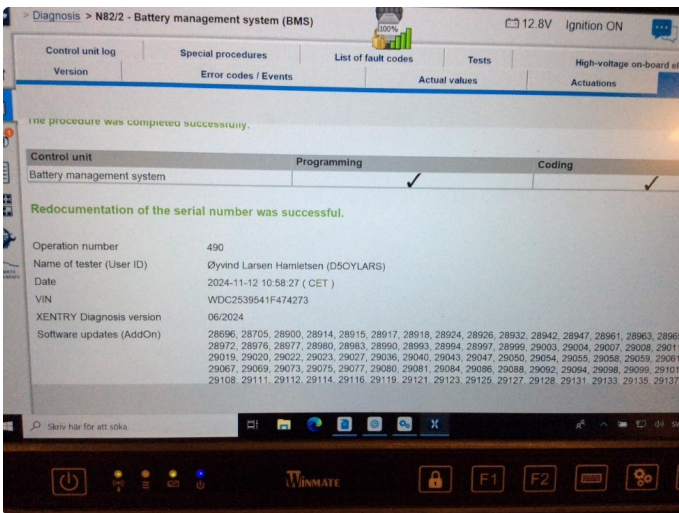 > Diagnosis > N82/2 - Battery management system (BMS)
100%
12.8V Ignition ON
Control unit log Special procedures List of fault codes Tests High-voltage on-board el
Version Error codes / Events Actual values Actuations
The procedure was completed successfully.
Control unit Programming Coding
Battery management system ✓ ✓
Redocumentation of the serial number was successful.
Operation number 490
Name of tester (User ID) Øyvind Larsen Hamletsen (D5OYLARS)
Date 2024-11-12 10:58:27 ( CET )
VIN WDC2539541F474273
XENTRY Diagnosis version 06/2024
Software updates (AddOn) 28696, 28705, 28900, 28914, 28915, 28917, 28918, 28924, 28926, 28932, 28942, 28947, 28961, 28963, 2896
28972, 28976, 28977, 28980, 28983, 28990, 28993, 28994, 28997, 28999, 29003, 29004, 29007, 29008, 2901
29019, 29020, 29022, 29023, 29027, 29036, 29040, 29043, 29047, 29050, 29054, 29055, 29058, 29059, 2906
29067, 29069, 29073, 29075, 29077, 29080, 29081, 29084, 29086, 29088, 29092, 29094, 29098, 29099, 29101
29108, 29111, 29112, 29114, 29116, 29119, 29121, 29123, 29125, 29127, 29128, 29131, 29133, 29135, 29137
Skriv här för att söka
WINMATE
F1 F2